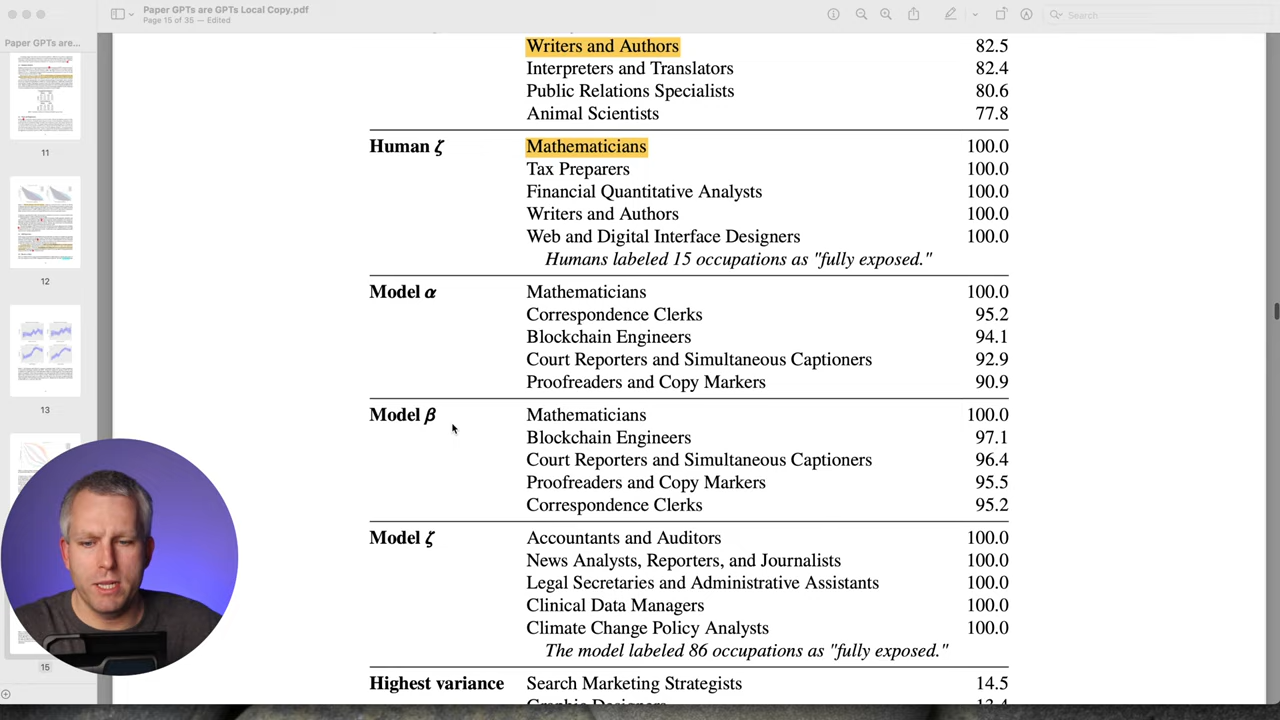 Paper GPTs are GPTs Local Copy.pdf
Page 15 of 35 — Edited
Search
Paper GPTs are...
11
12
13
15
Writers and Authors 82.5
Interpreters and Translators 82.4
Public Relations Specialists 80.6
Animal Scientists 77.8
Human ζ Mathematicians 100.0
Tax Preparers 100.0
Financial Quantitative Analysts 100.0
Writers and Authors 100.0
Web and Digital Interface Designers 100.0
Humans labeled 15 occupations as "fully exposed."
Model α Mathematicians 100.0
Correspondence Clerks 95.2
Blockchain Engineers 94.1
Court Reporters and Simultaneous Captioners 92.9
Proofreaders and Copy Markers 90.9
Model β Mathematicians 100.0
Blockchain Engineers 97.1
Court Reporters and Simultaneous Captioners 96.4
Proofreaders and Copy Markers 95.5
Correspondence Clerks 95.2
Model ζ Accountants and Auditors 100.0
News Analysts, Reporters, and Journalists 100.0
Legal Secretaries and Administrative Assistants 100.0
Clinical Data Managers 100.0
Climate Change Policy Analysts 100.0
The model labeled 86 occupations as "fully exposed."
Highest variance Search Marketing Strategists 14.5
Graphic Designers 13.4